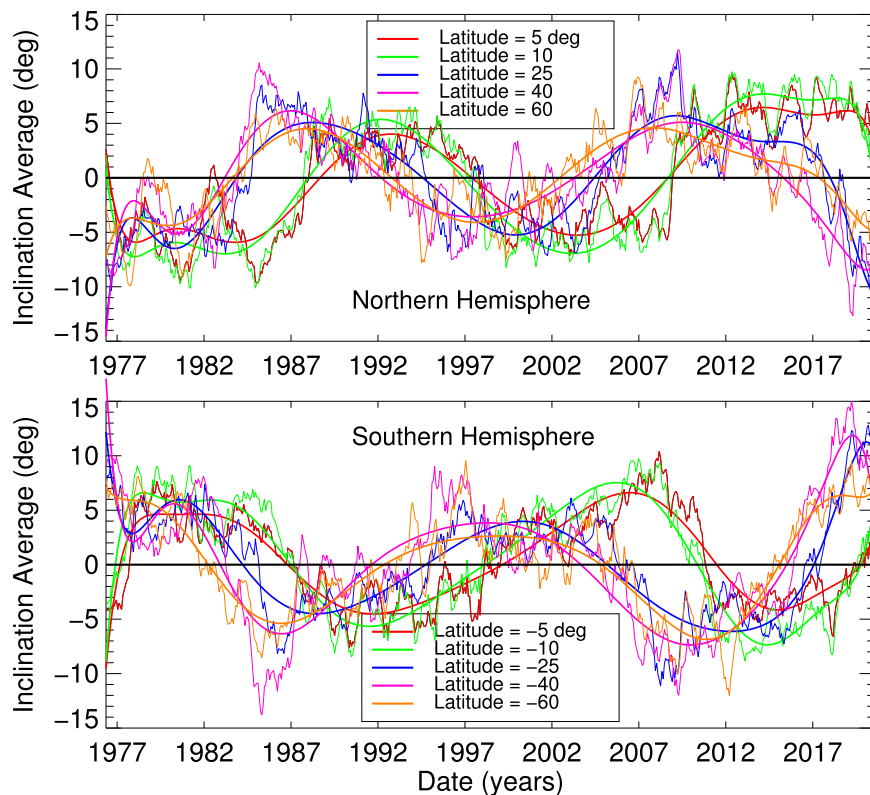 15
Latitude = 5 deg
10
Latitude = 10
Latitude = 25
5
Latitude = 40
Latitude = 60
0
−5
−10
Northern Hemisphere
−15
Inclination Average (deg)
1977 1982 1987 1992 1997 2002 2007 2012 2017
15
Southern Hemisphere
10
5
0
−5
Latitude = −5 deg
Latitude = −10
−10
Latitude = −25
Latitude = −40
Latitude = −60
−15
Inclination Average (deg)
1977 1982 1987 1992 1997 2002 2007 2012 2017
Date (years)